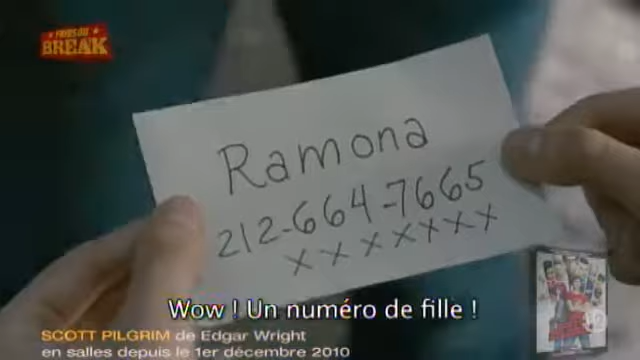 BREAK
Ramona
212-664-7665
xxxxxxx
Wow ! Un numéro de fille !
SCOTT PILGRIM de Edgar Wright
en salles depuis le 1er décembre 2010